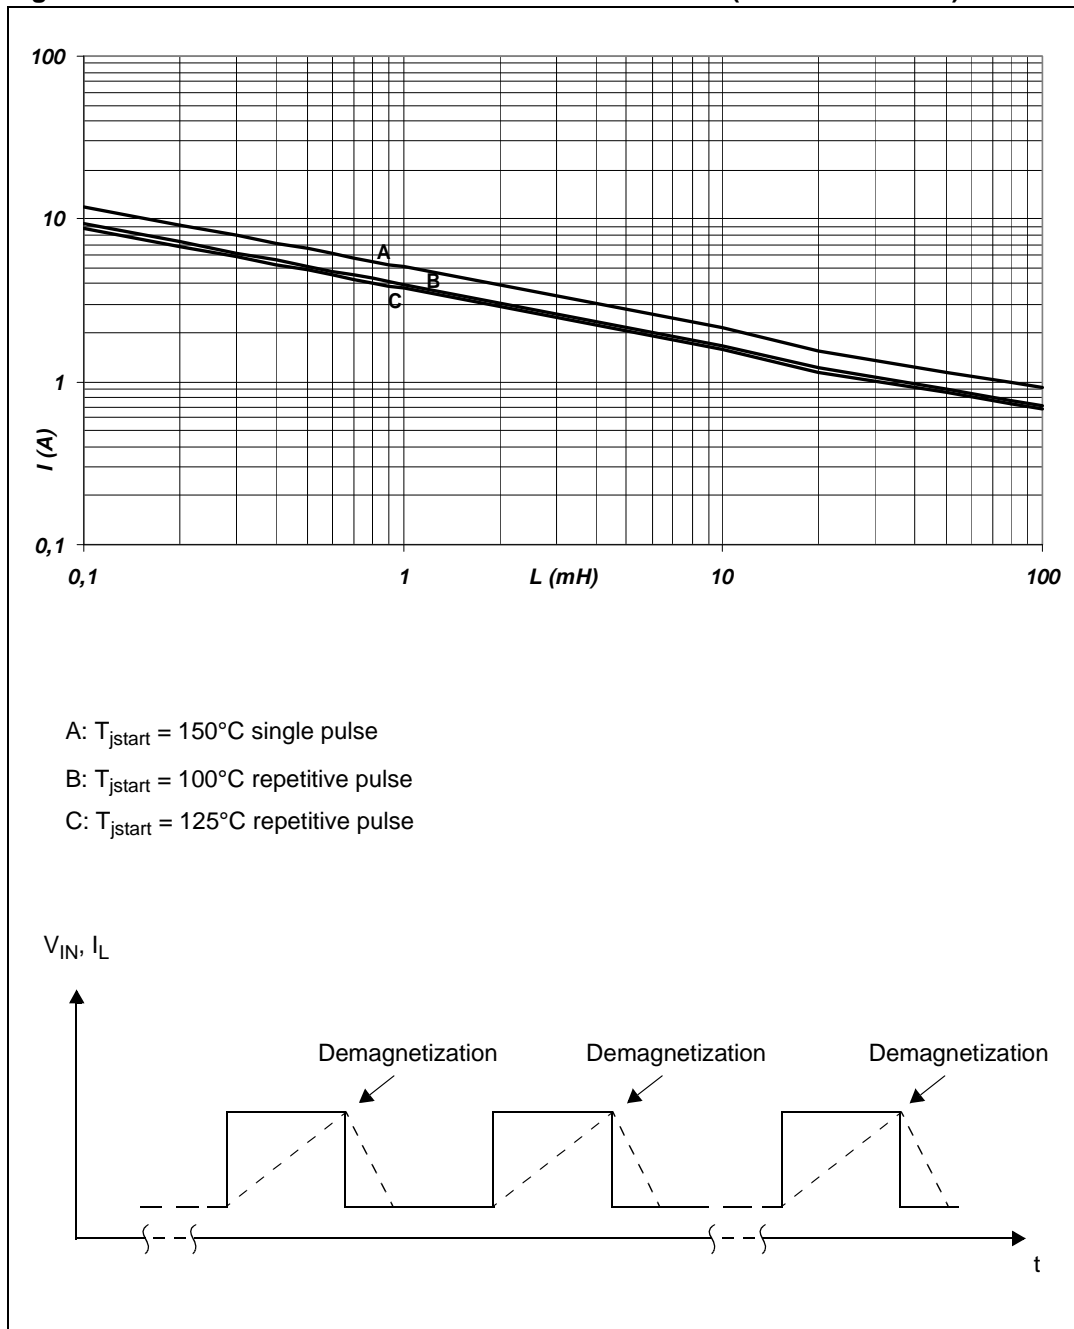 100
10
A
B
C
1
I (A)
0,1
0,1 1 L (mH) 10 100
A: Tjstart = 150°C single pulse
B: Tjstart = 100°C repetitive pulse
C: Tjstart = 125°C repetitive pulse
VIN, IL
Demagnetization Demagnetization Demagnetization
t